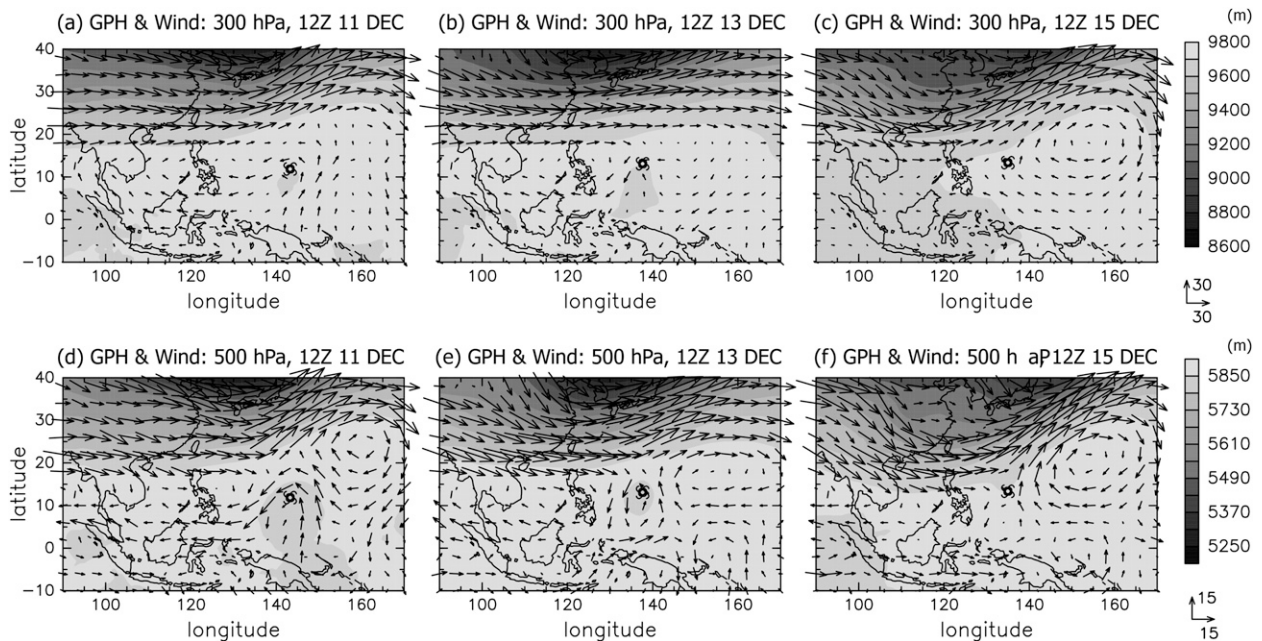 (a) GPH & Wind: 300 hPa, 12Z 11 DEC
(b) GPH & Wind: 300 hPa, 12Z 13 DEC
(c) GPH & Wind: 300 hPa, 12Z 15 DEC
(m)
40
30
20
10
0
−10
latitude
100 120 140 160
longitude
100 120 140 160
longitude
100 120 140 160
longitude
9800
9600
9400
9200
9000
8800
8600
30
30
(d) GPH & Wind: 500 hPa, 12Z 11 DEC
(e) GPH & Wind: 500 hPa, 12Z 13 DEC
(f) GPH & Wind: 500 h aP12Z 15 DEC
(m)
40
30
20
10
0
−10
latitude
100 120 140 160
longitude
100 120 140 160
longitude
100 120 140 160
longitude
5850
5730
5610
5490
5370
5250
15
15